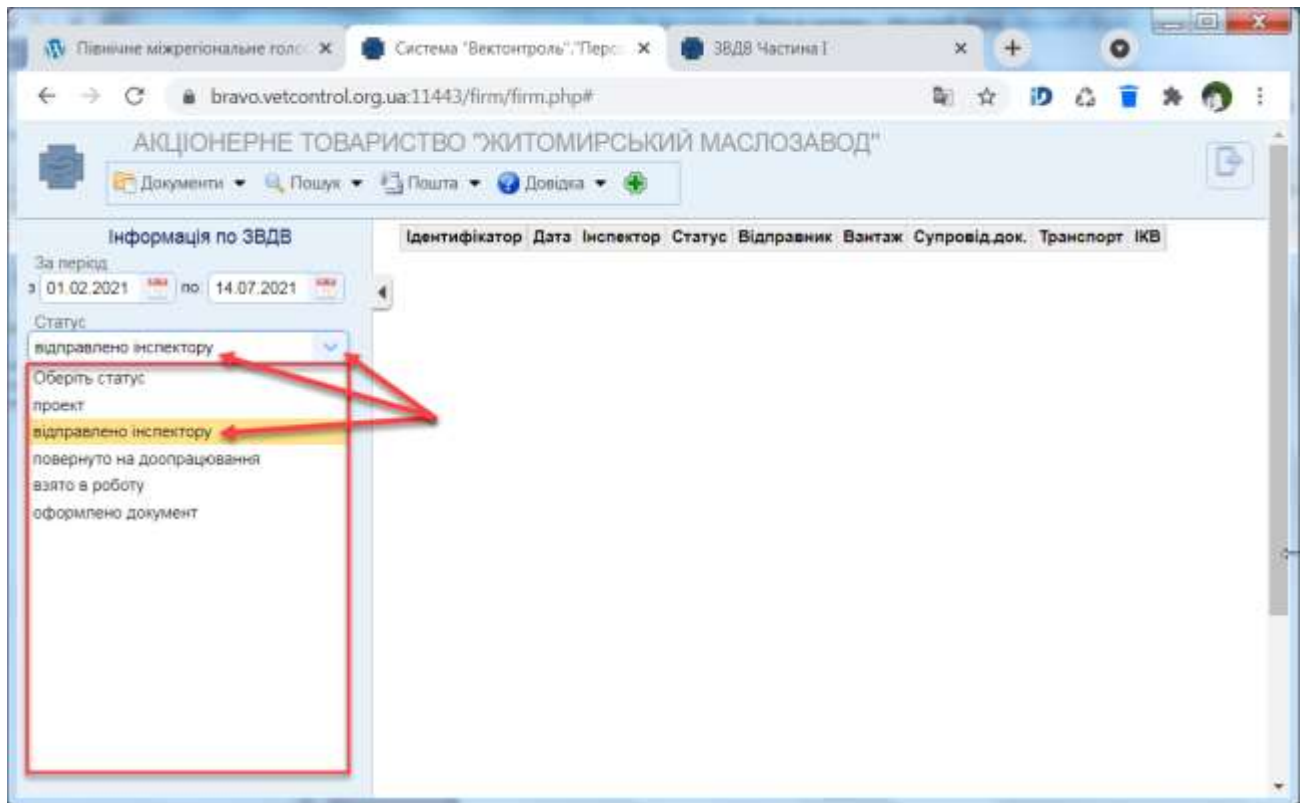 Північне міжрегіональне голо
Система "Вектонтроль"."Перс
ЗВДВ Частина І
bravo.vetcontrol.org.ua:11443/firm/firm.php#
АКЦІОНЕРНЕ ТОВАРИСТВО "ЖИТОМИРСЬКИЙ МАСЛОЗАВОД"
Документи Пошук Пошта Довідка
Інформація по ЗВДВ
За період
з 01.02.2021 по 14.07.2021
Статус
відправлено інспектору
Оберіть статус
проект
відправлено інспектору
повернуто на доопрацювання
взято в роботу
оформлено документ
Ідентифікатор Дата Інспектор Статус Відправник Вантаж Супровід.док. Транспорт ІКВ